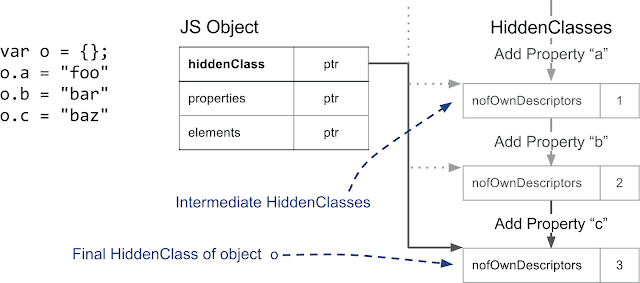 var o = {};
o.a = "foo"
o.b = "bar"
o.c = "baz"
JS Object
hiddenClass ptr
properties ptr
elements ptr
HiddenClasses
Add Property “a”
nofOwnDescriptors 1
Add Property “b”
nofOwnDescriptors 2
Add Property “c”
nofOwnDescriptors 3
Intermediate HiddenClasses
Final HiddenClass of object o